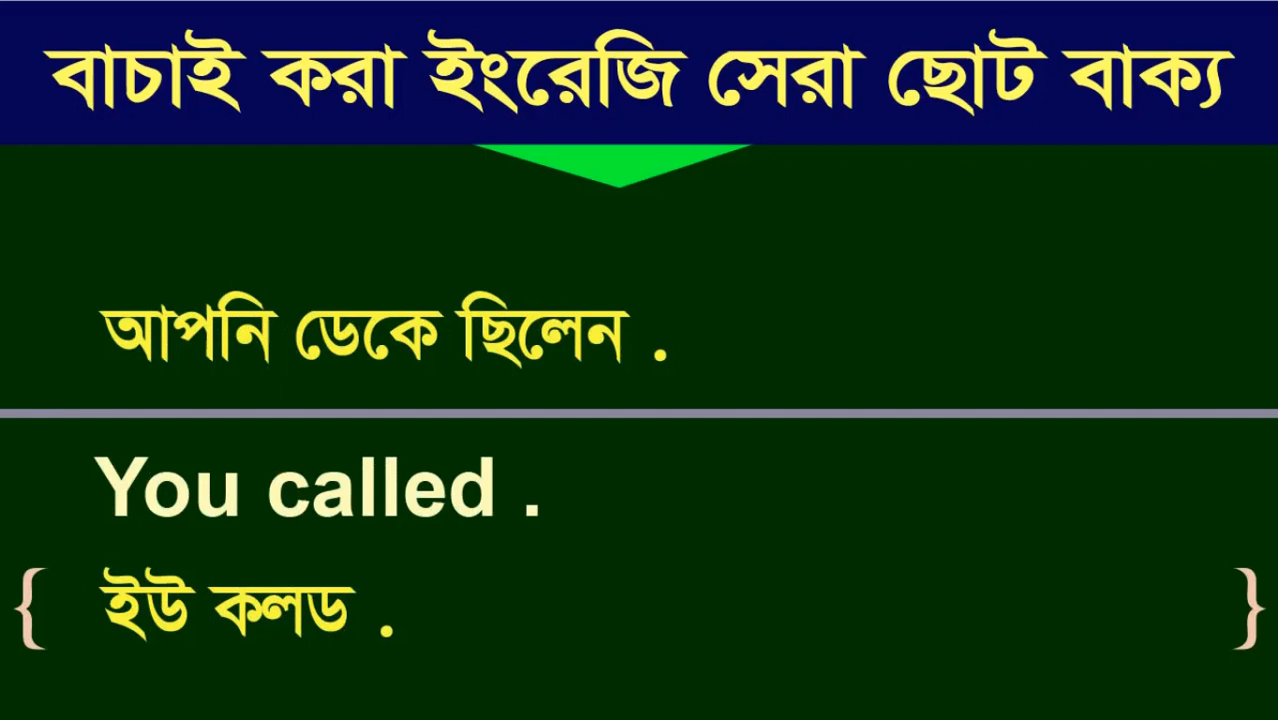 বাচাই করা ইংরেজি সেরা ছোট বাক্য
আপনি ডেকে ছিলেন .
You called .
{ ইউ কলড . }